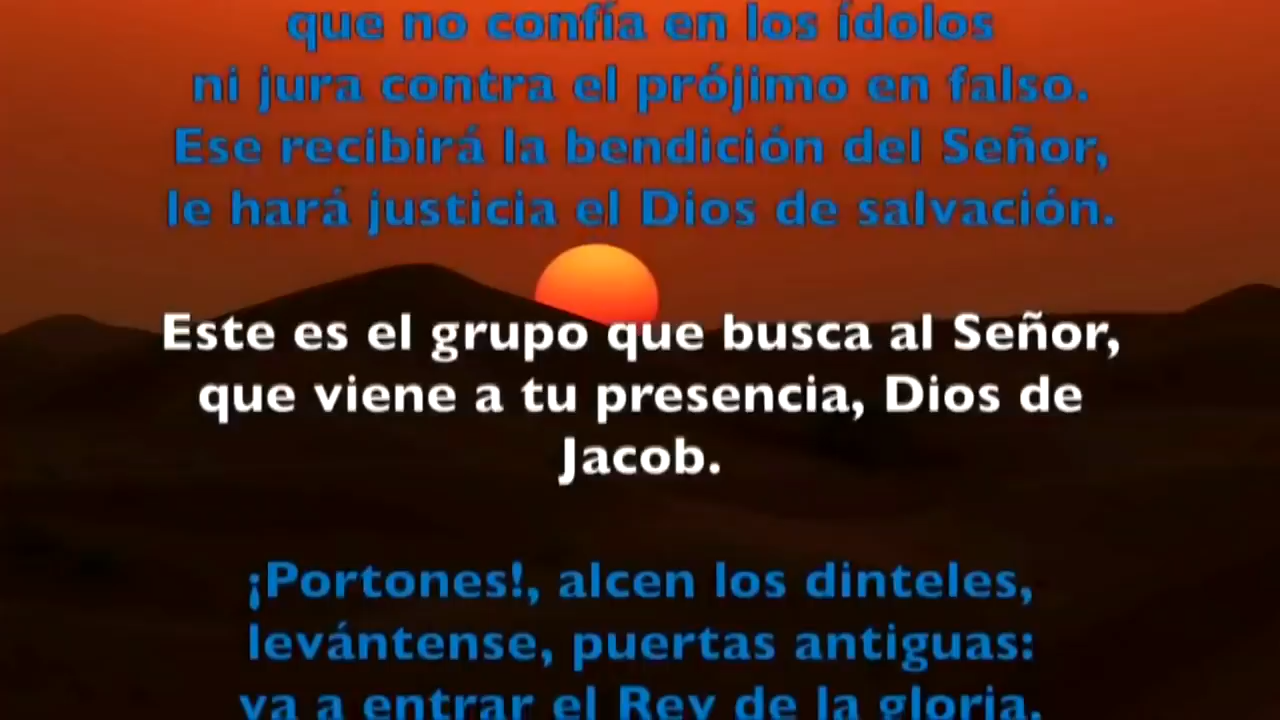 que no confía en los ídolos
ni jura contra el prójimo en falso.
Ese recibirá la bendición del Señor,
le hará justicia el Dios de salvación.
Este es el grupo que busca al Señor,
que viene a tu presencia, Dios de
Jacob.
¡Portones!, alcen los dinteles,
levántense, puertas antiguas:
va a entrar el Rey de la gloria.